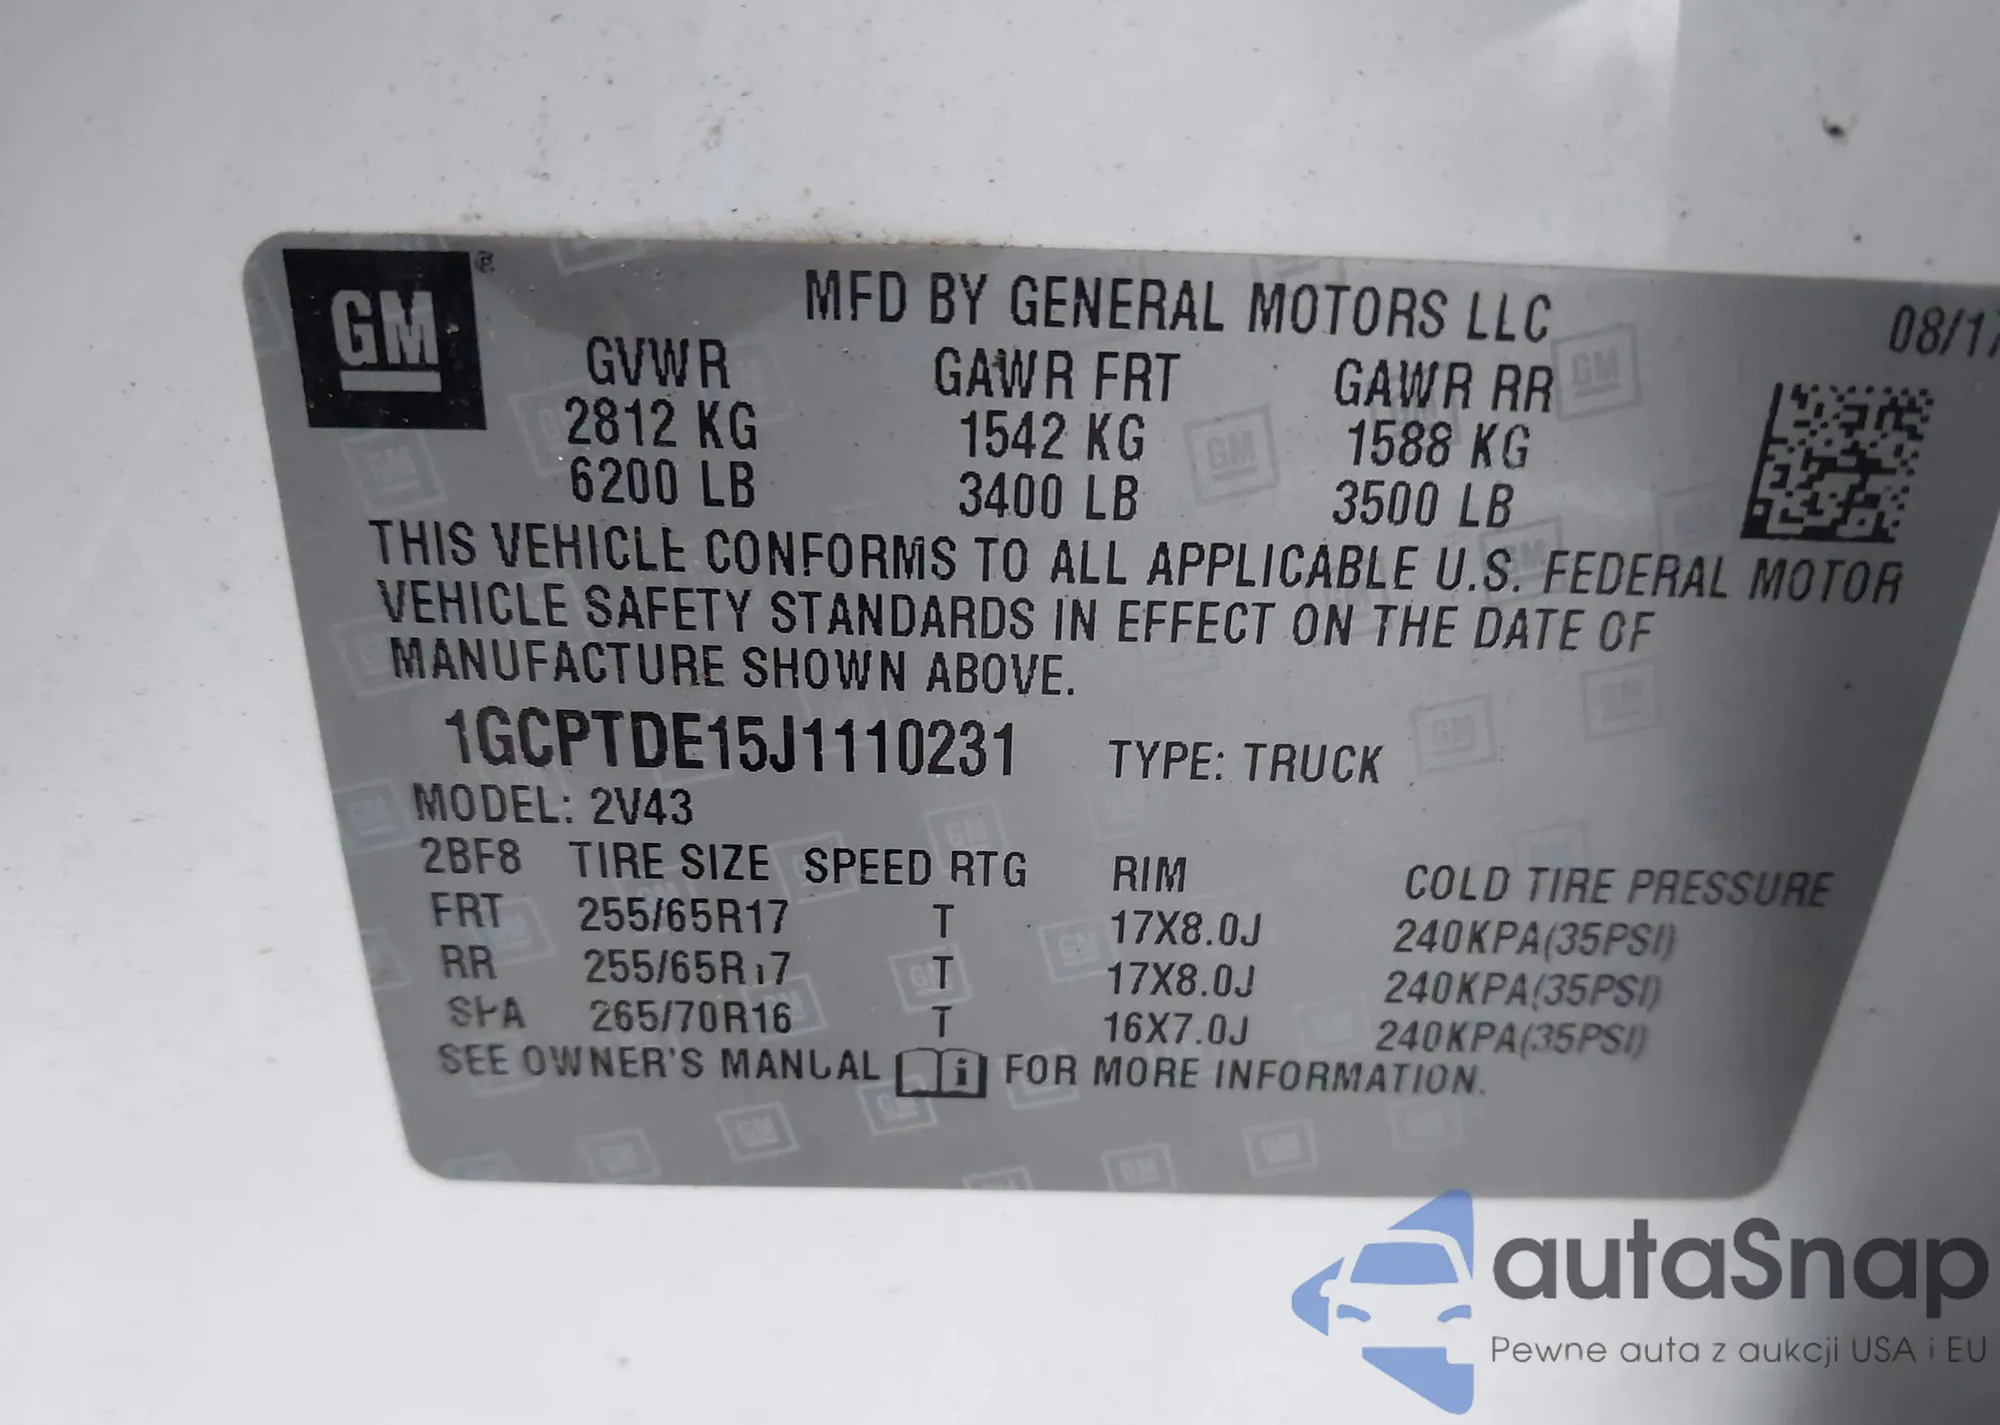 GM ®
MFD BY GENERAL MOTORS LLC 08/17
GVWR GAWR FRT GAWR RR
2812 KG 1542 KG 1588 KG
6200 LB 3400 LB 3500 LB
THIS VEHICLE CONFORMS TO ALL APPLICABLE U.S. FEDERAL MOTOR
VEHICLE SAFETY STANDARDS IN EFFECT ON THE DATE OF
MANUFACTURE SHOWN ABOVE.
1GCPTDE15J1110231 TYPE: TRUCK
MODEL: 2V43
2BF8 TIRE SIZE SPEED RTG RIM COLD TIRE PRESSURE
FRT 255/65R17 T 17X8.0J 240KPA(35PSI)
RR 255/65R17 T 17X8.0J 240KPA(35PSI)
SPA 265/70R16 T 16X7.0J 240KPA(35PSI)
SEE OWNER'S MANUAL i FOR MORE INFORMATION.
autaSnap
Pewne auta z aukcji USA i EU